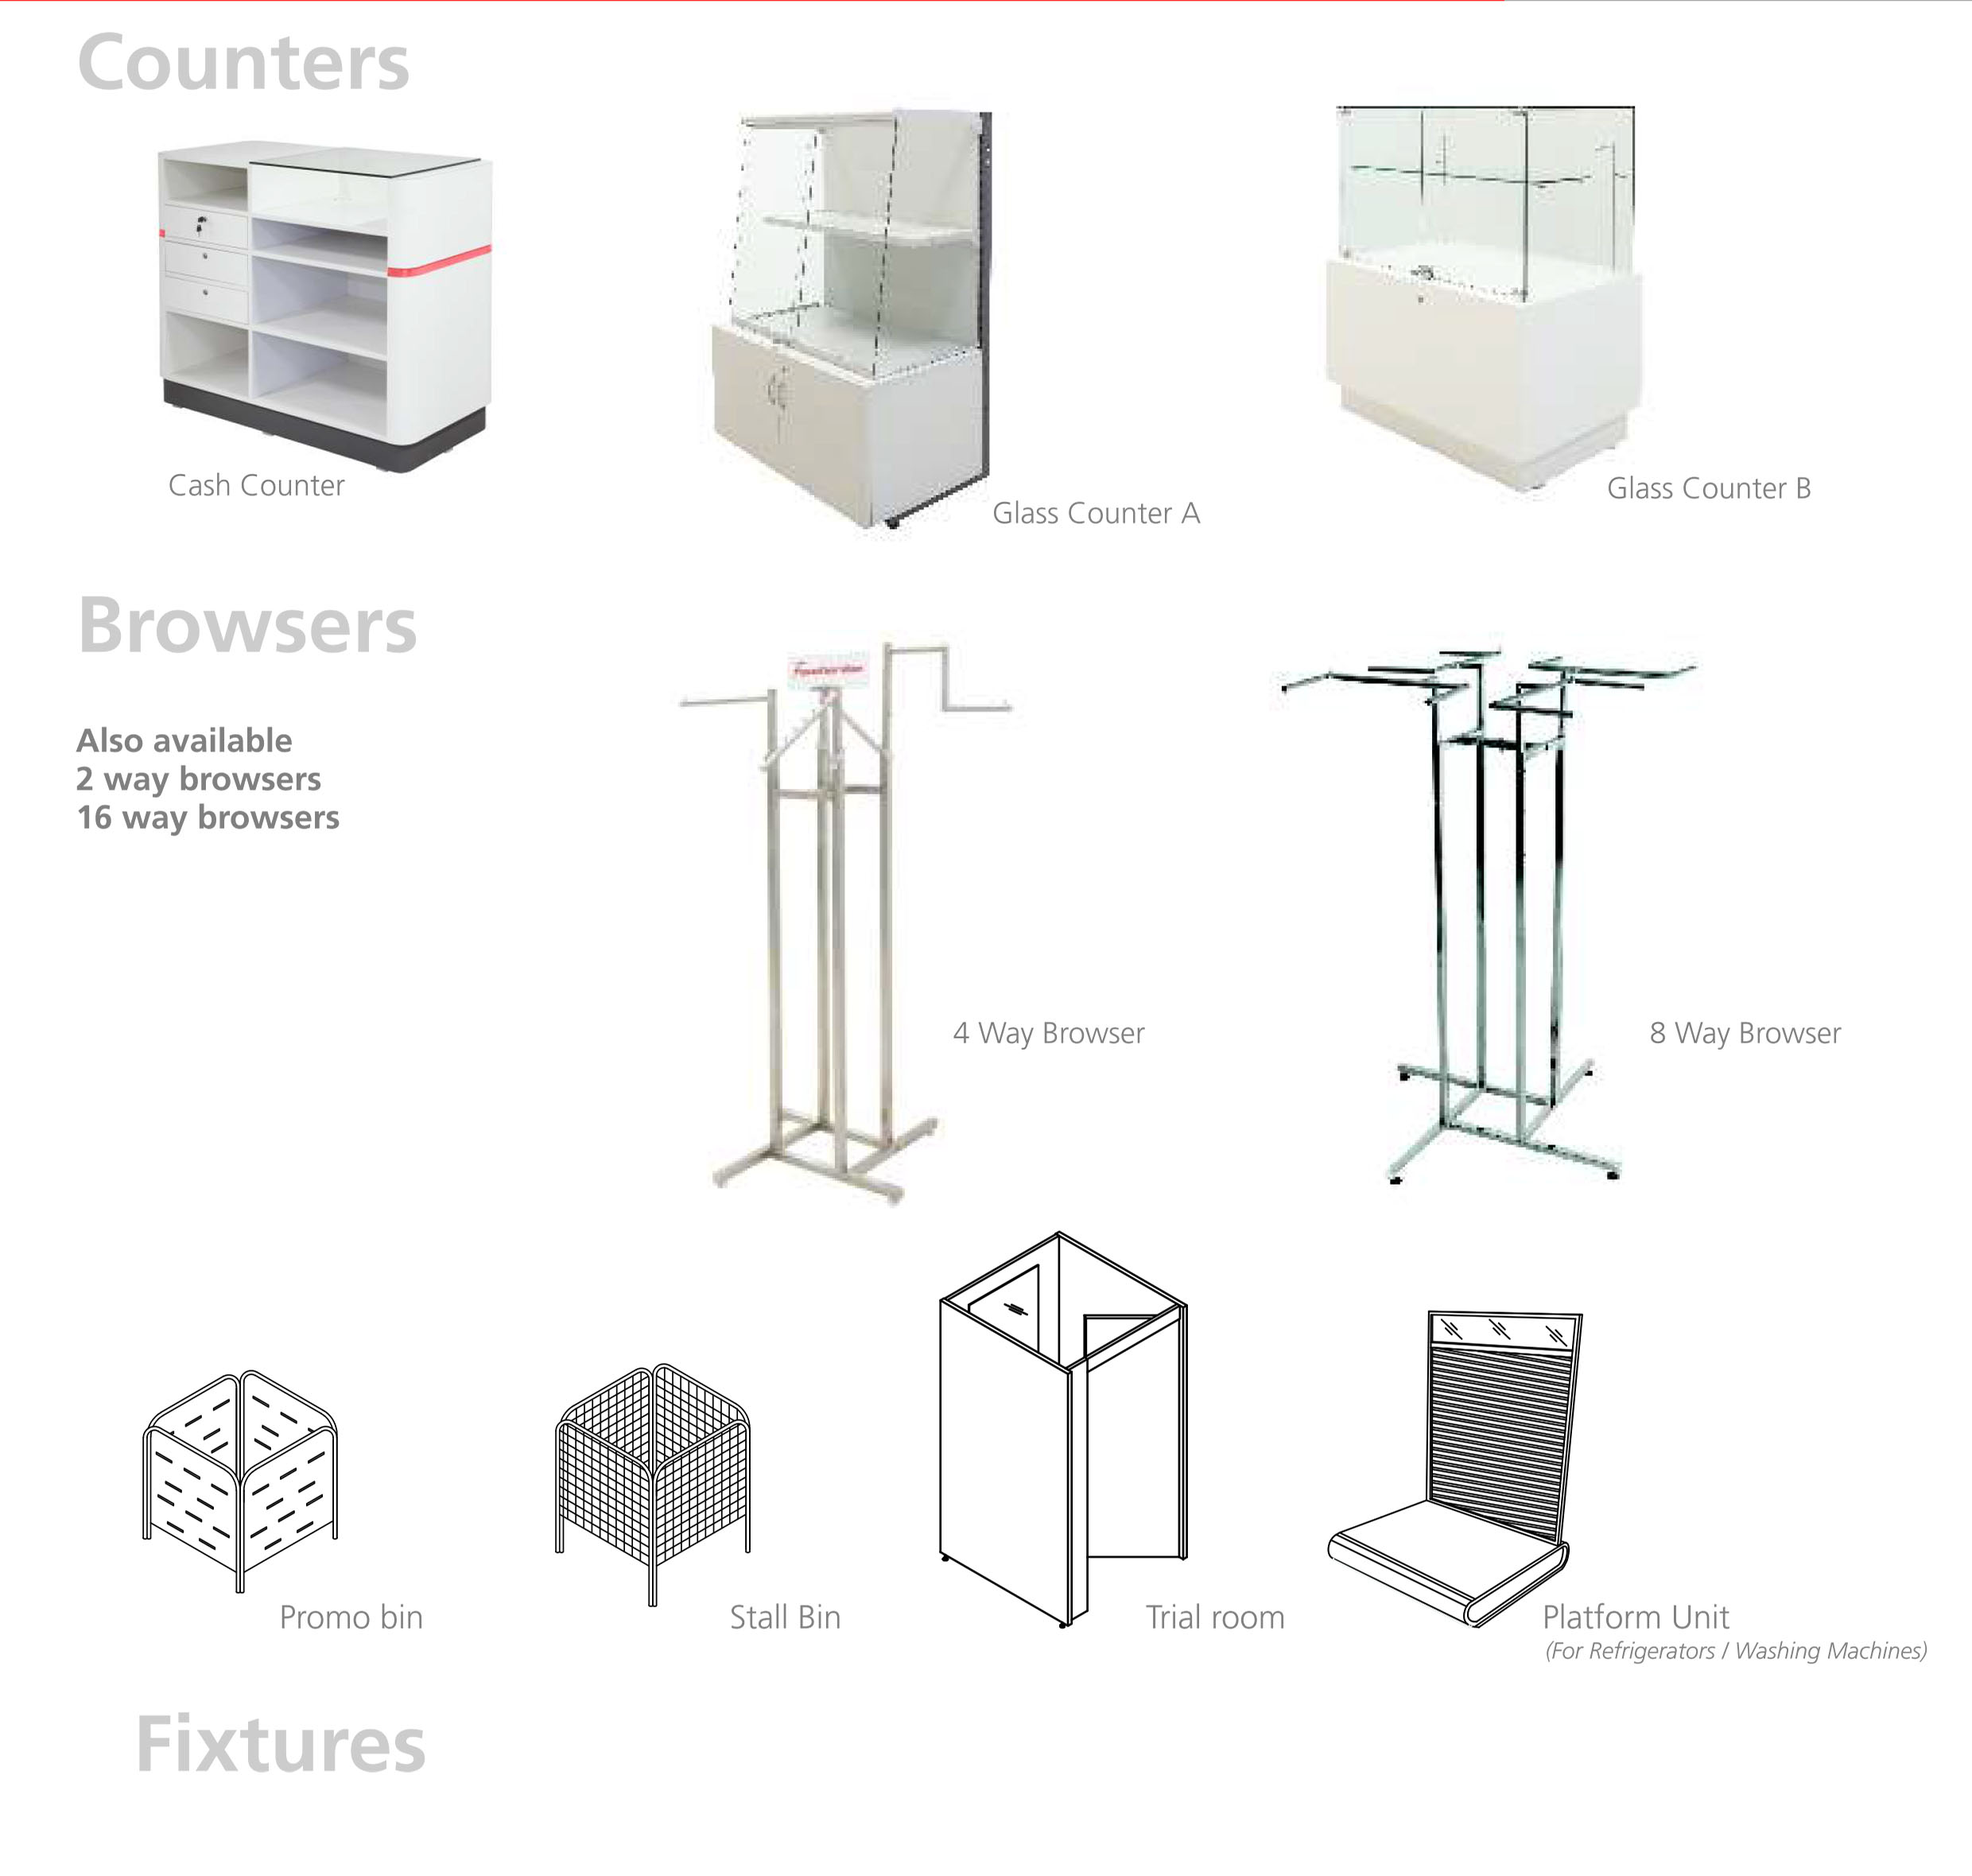 Counters
Cash Counter
Glass Counter A
Glass Counter B
Browsers
Also available
2 way browsers
16 way browsers
4 Way Browser
8 Way Browser
Promo bin
Stall Bin
Trial room
Platform Unit
(For Refrigerators / Washing Machines)
Fixtures